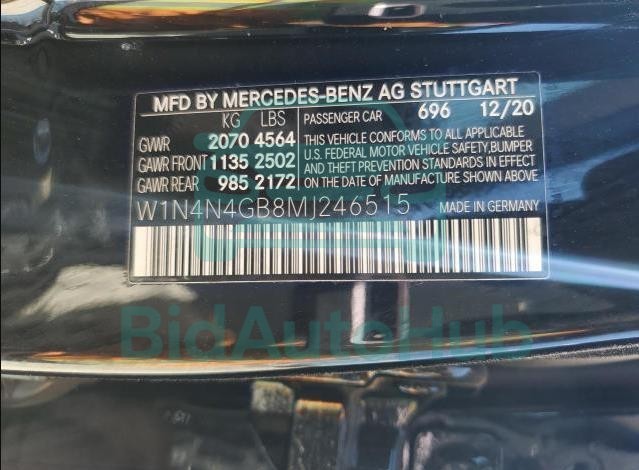 MFD BY MERCEDES-BENZ AG STUTTGART
KG LBS PASSENGER CAR 696 12/20
GVWR 2070 4564 THIS VEHICLE CONFORMS TO ALL APPLICABLE
U.S. FEDERAL MOTOR VEHICLE SAFETY, BUMPER
GAWR FRONT 1135 2502 AND THEFT PREVENTION STANDARDS IN
GAWR REAR 985 2172 EFFECT ON THE DATE OF MANUFACTURE
SHOWN ABOVE.
W1N4N4GB8MJ246515 MADE IN GERMANY
BidAutoHub